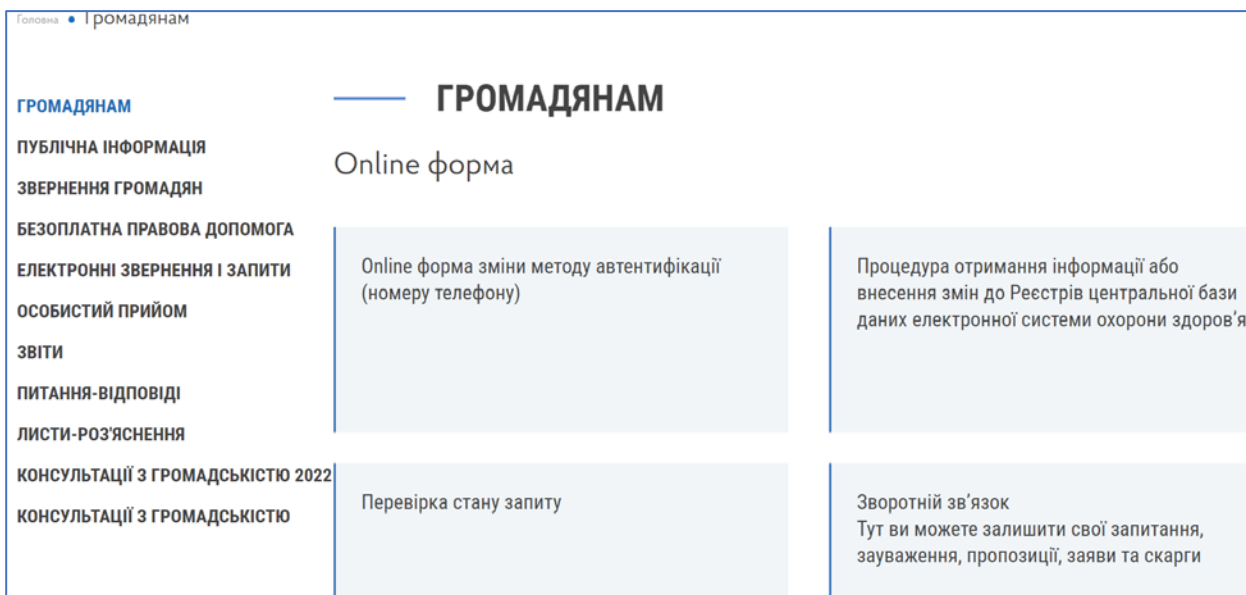 Головна • Громадянам
ГРОМАДЯНАМ
ПУБЛІЧНА ІНФОРМАЦІЯ
ЗВЕРНЕННЯ ГРОМАДЯН
БЕЗОПЛАТНА ПРАВОВА ДОПОМОГА
ЕЛЕКТРОННІ ЗВЕРНЕННЯ І ЗАПИТИ
ОСОБИСТИЙ ПРИЙОМ
ЗВІТИ
ПИТАННЯ-ВІДПОВІДІ
ЛИСТИ-РОЗ'ЯСНЕННЯ
КОНСУЛЬТАЦІЇ З ГРОМАДСЬКІСТЮ 2022
КОНСУЛЬТАЦІЇ З ГРОМАДСЬКІСТЮ
ГРОМАДЯНАМ
Online форма
Online форма зміни методу автентифікації
(номеру телефону)
Процедура отримання інформації або
внесення змін до Реєстрів центральної бази
даних електронної системи охорони здоров’я
Перевірка стану запиту
Зворотній зв’язок
Тут ви можете залишити свої запитання,
зауваження, пропозиції, заяви та скарги